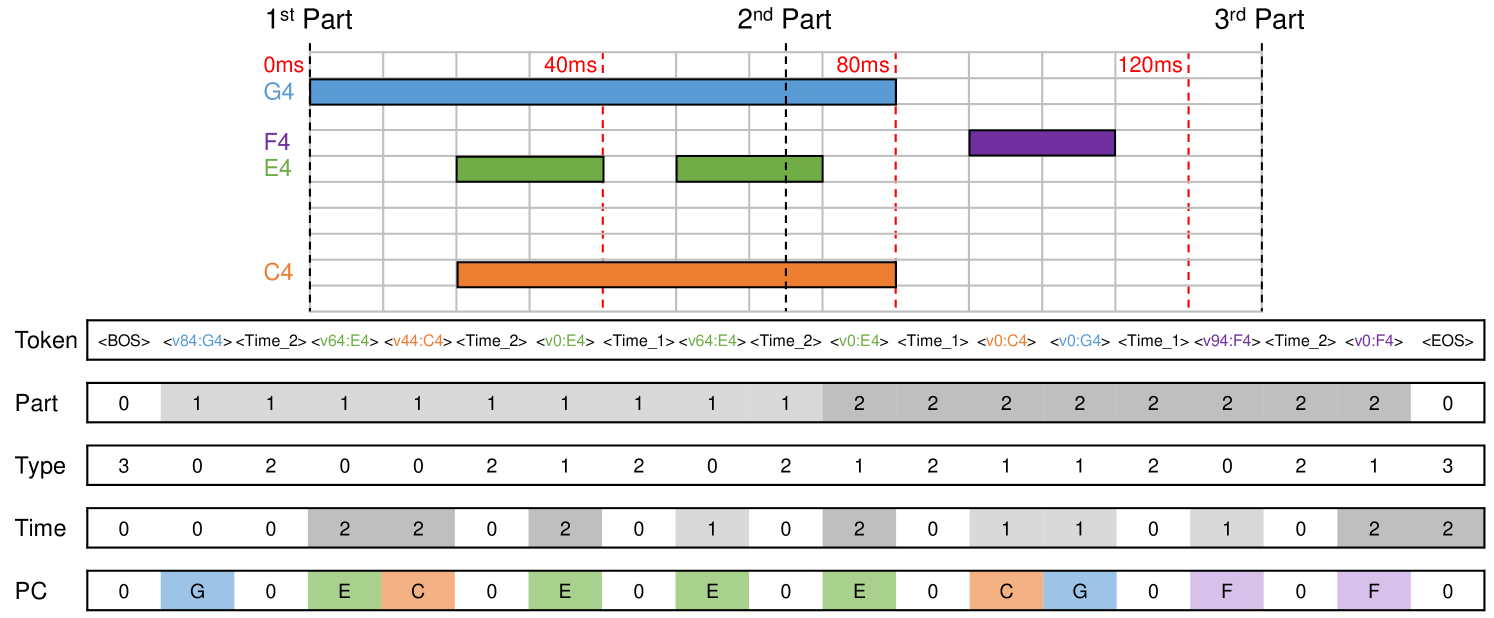 1st Part 2nd Part 3rd Part
0ms 40ms 80ms 120ms
G4
F4
E4
C4
Token <BOS> <v84:G4> <Time_2> <v64:E4> <v44:C4> <Time_2> <v0:E4> <Time_1> <v64:E4> <Time_2> <v0:E4> <Time_1> <v0:C4> <v0:G4> <Time_1> <v94:F4> <Time_2> <v0:F4> <EOS>
Part 0 1 1 1 1 1 1 1 1 1 2 2 2 2 2 2 2 2 0
Type 3 0 2 0 0 2 1 2 0 2 1 2 1 1 2 0 2 1 3
Time 0 0 0 2 2 0 2 0 1 0 2 0 1 1 0 1 0 2 2
PC 0 G 0 E C 0 E 0 E 0 E 0 C G 0 F 0 F 0